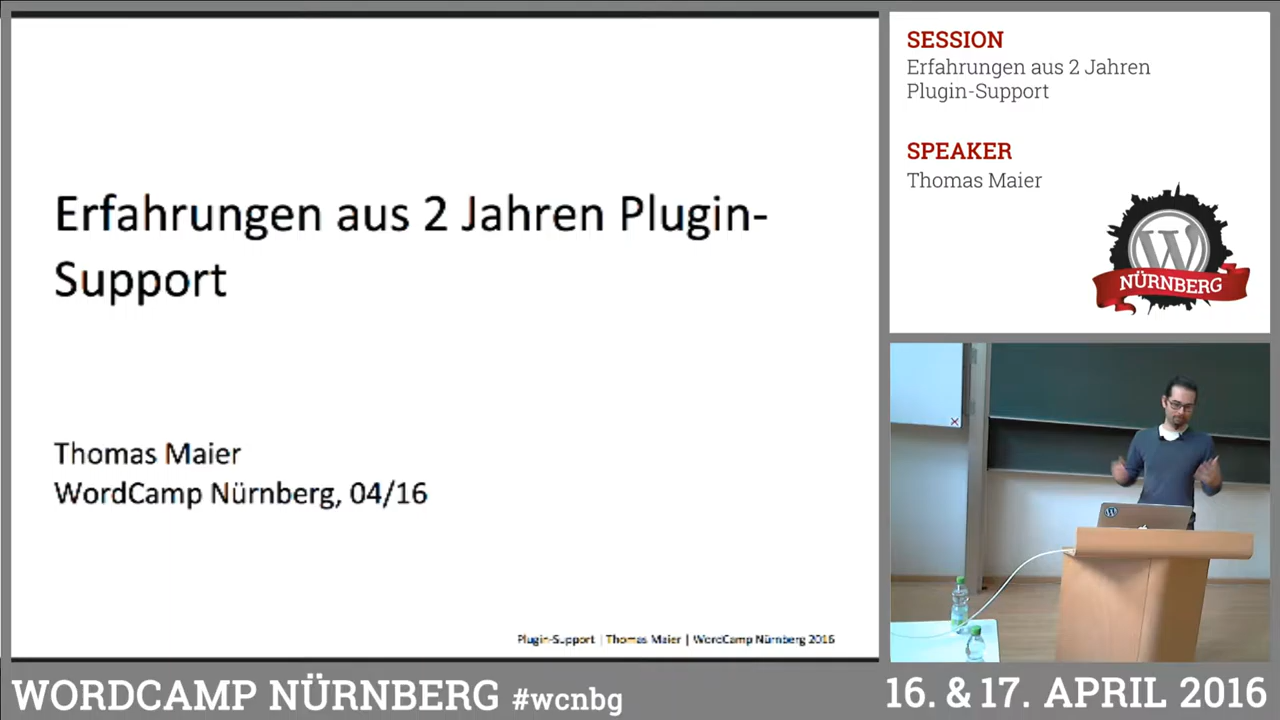 Erfahrungen aus 2 Jahren Plugin-
Support
Thomas Maier
WordCamp Nürnberg, 04/16
Plugin-Support | Thomas Maier | WordCamp Nürnberg 2016
SESSION
Erfahrungen aus 2 Jahren
Plugin-Support
SPEAKER
Thomas Maier
NÜRNBERG
WORDCAMP NÜRNBERG #wcnbg
16. & 17. APRIL 2016